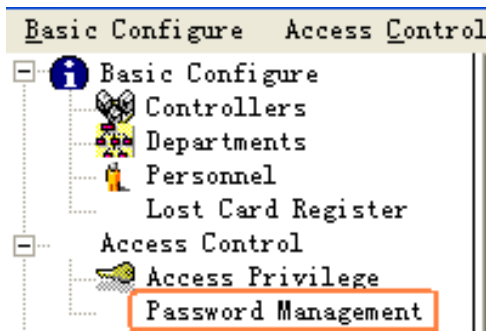 Basic Configure Access Control
Basic Configure
Controllers
Departments
Personnel
Lost Card Register
Access Control
Access Privilege
Password Management